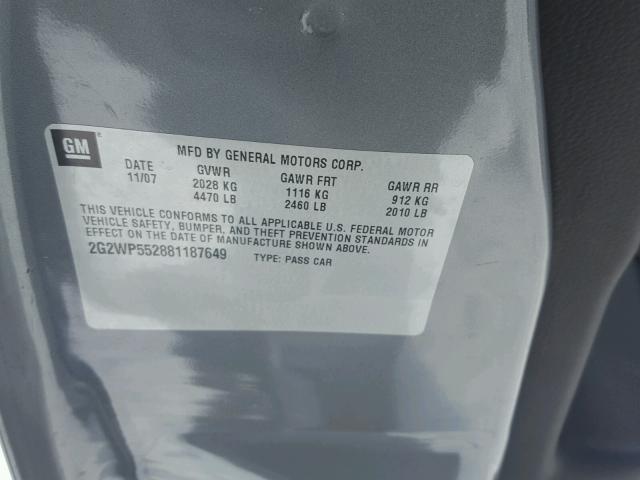 GM
MFD BY GENERAL MOTORS CORP.
DATE GVWR GAWR FRT GAWR RR
11/07 2028 KG 1116 KG 912 KG
4470 LB 2460 LB 2010 LB
THIS VEHICLE CONFORMS TO ALL APPLICABLE U.S. FEDERAL MOTOR
VEHICLE SAFETY, BUMPER, AND THEFT PREVENTION STANDARDS IN
EFFECT ON THE DATE OF MANUFACTURE SHOWN ABOVE.
2G2WP552881187649 TYPE: PASS CAR